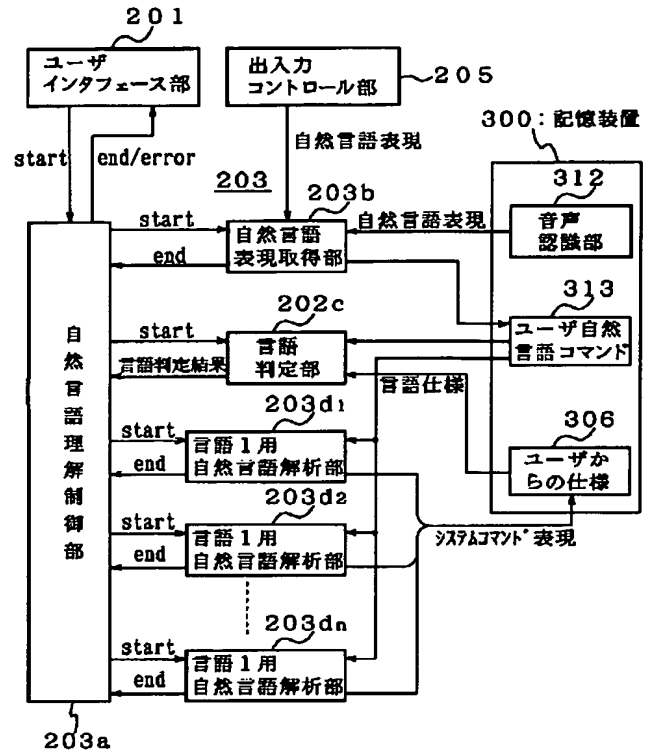 201
ユーザ
インタフェース部
出入力
コントロール部
205
start
end/error
自然言語表現
300:記憶装置
203
203b
312
start
自然言語
表現取得部
自然言語表現
音声
認識部
end
202c
313
start
言語
判定部
ユーザ自然
言語コマンド
言語判定結果
言語仕様
自然言語理解制御部
203d1
306
start
言語1用
自然言語解析部
end
ユーザか
らの仕様
203d2
start
言語1用
自然言語解析部
end
システムコマンド表現
203dn
start
言語1用
自然言語解析部
end
203a